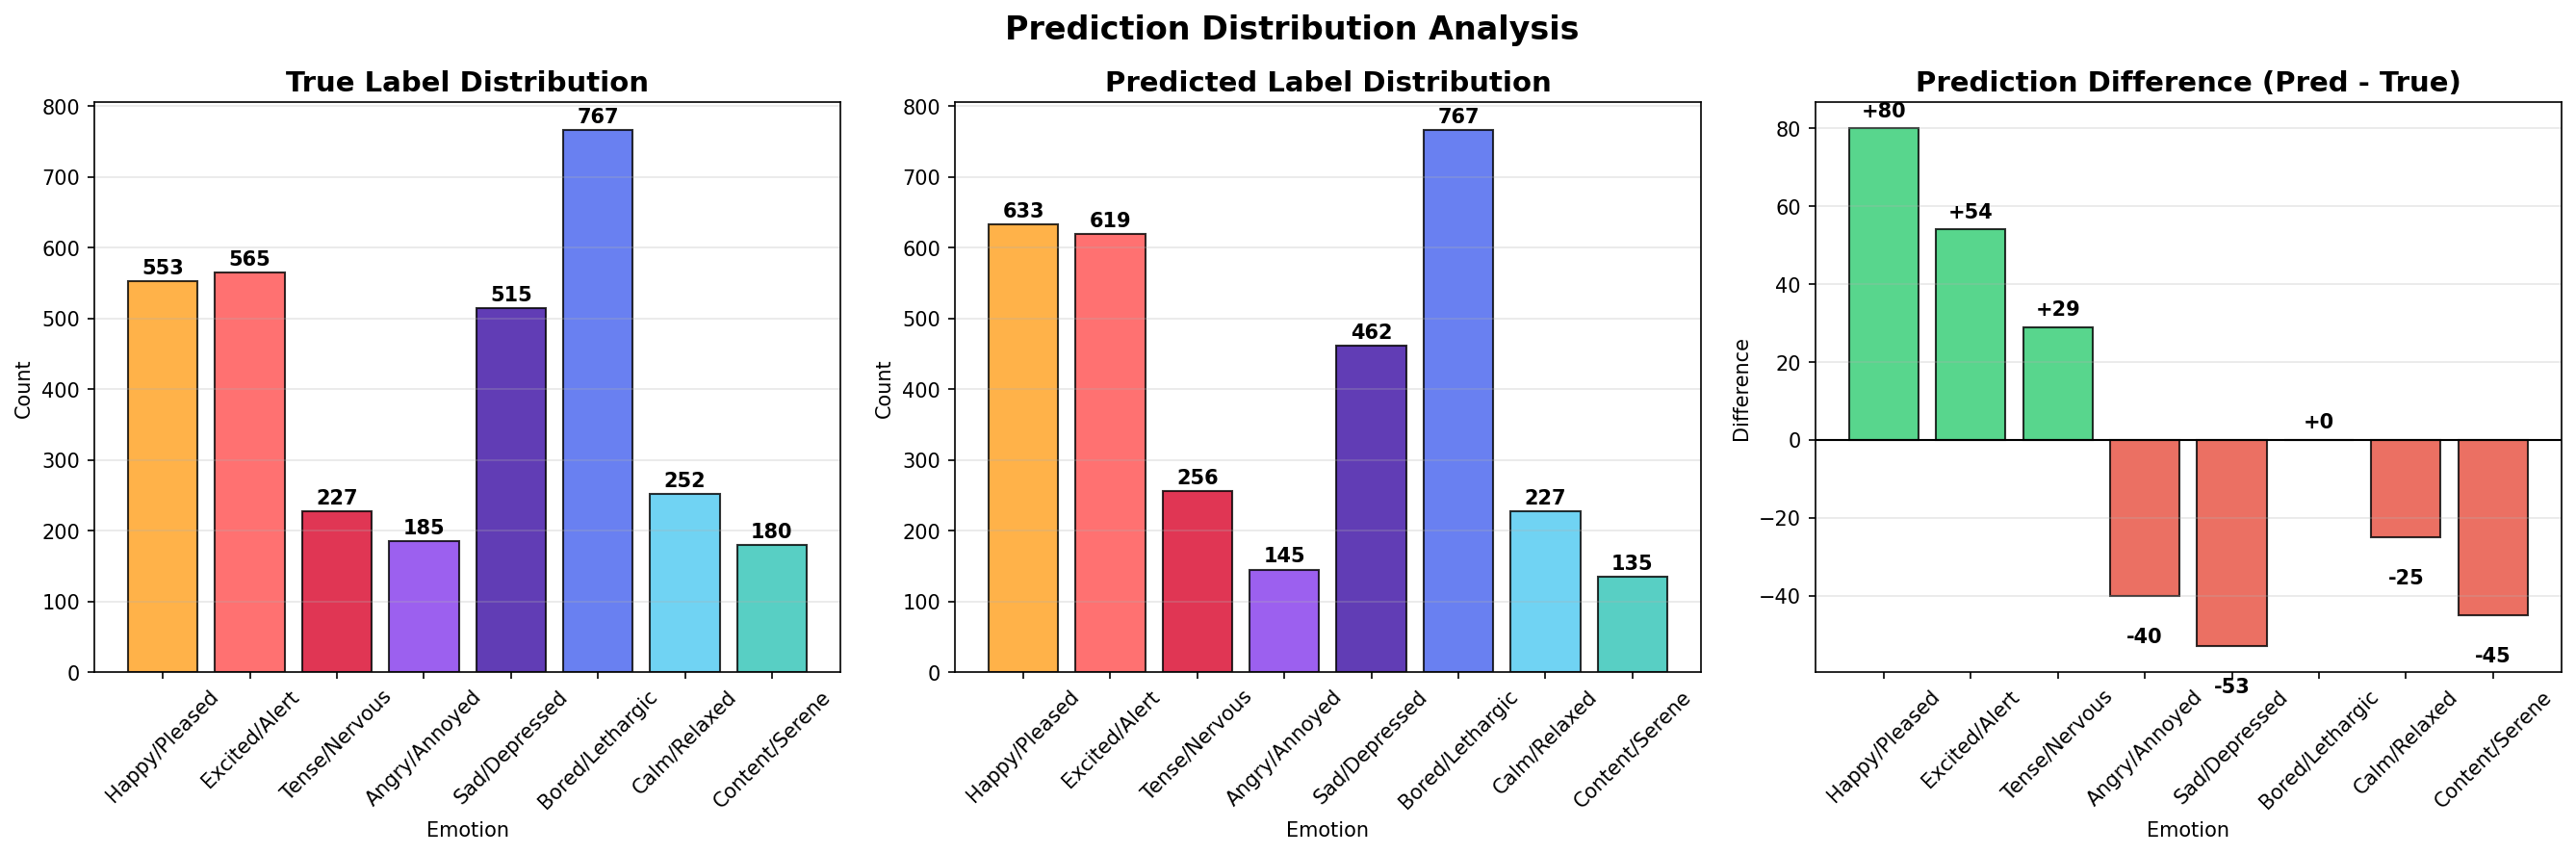 Prediction Distribution Analysis
True Label Distribution
Count
800
700
600
500
400
300
200
100
0
553
565
227
185
515
767
252
180
Happy/Pleased
Excited/Alert
Tense/Nervous
Angry/Annoyed
Sad/Depressed
Bored/Lethargic
Calm/Relaxed
Content/Serene
Emotion
Predicted Label Distribution
Count
800
700
600
500
400
300
200
100
0
633
619
256
145
462
767
227
135
Happy/Pleased
Excited/Alert
Tense/Nervous
Angry/Annoyed
Sad/Depressed
Bored/Lethargic
Calm/Relaxed
Content/Serene
Emotion
Prediction Difference (Pred - True)
Difference
80
60
40
20
0
−20
−40
+80
+54
+29
-40
-53
+0
-25
-45
Happy/Pleased
Excited/Alert
Tense/Nervous
Angry/Annoyed
Sad/Depressed
Bored/Lethargic
Calm/Relaxed
Content/Serene
Emotion